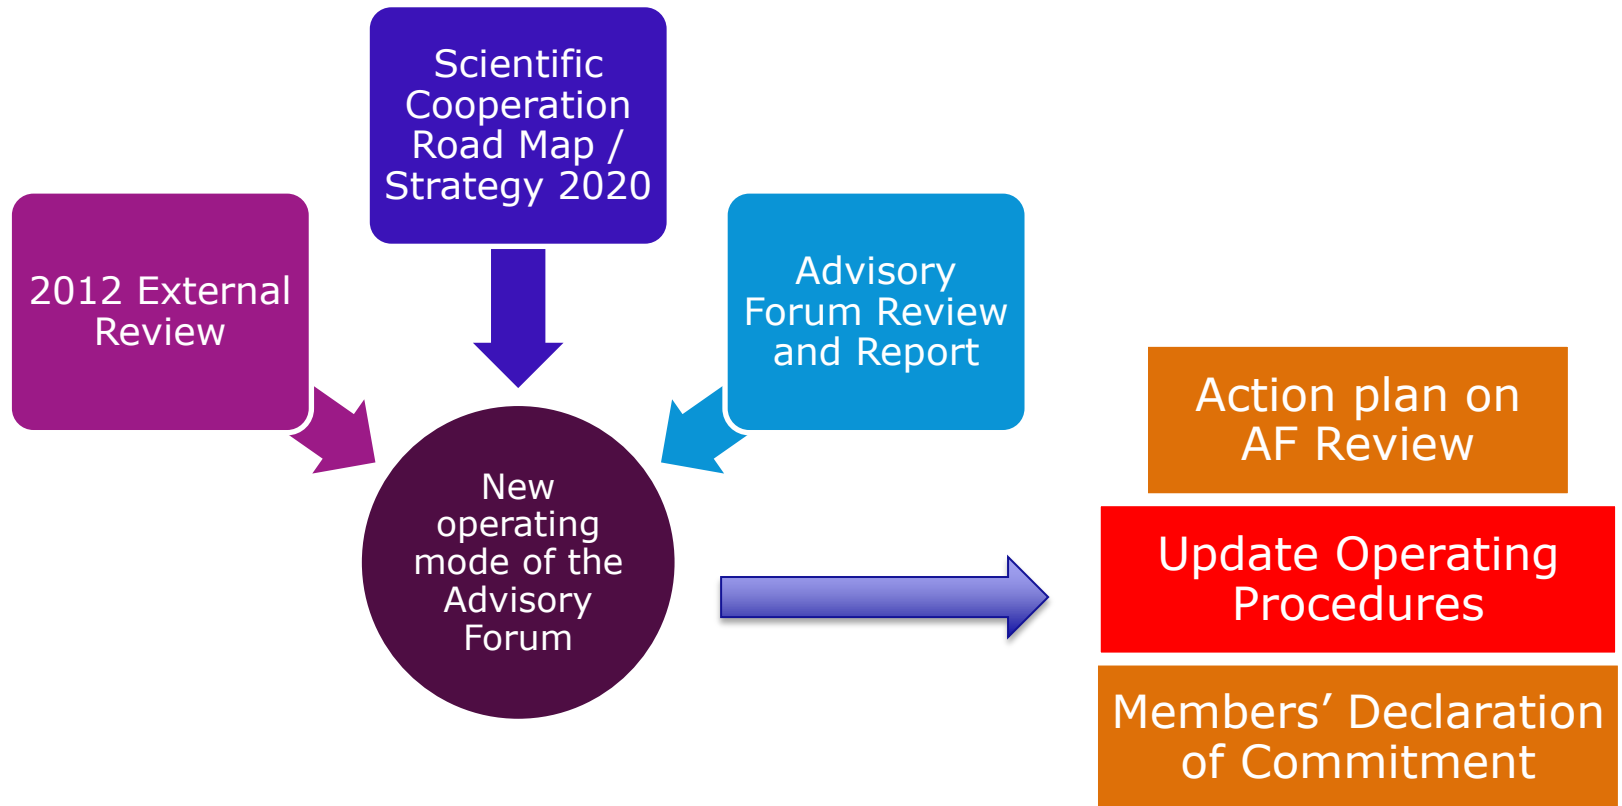 Scientific
Cooperation
Road Map /
Strategy 2020
2012 External
Review
Advisory
Forum Review
and Report
New
operating
mode of the
Advisory
Forum
Action plan on
AF Review
Update Operating
Procedures
Members’ Declaration
of Commitment